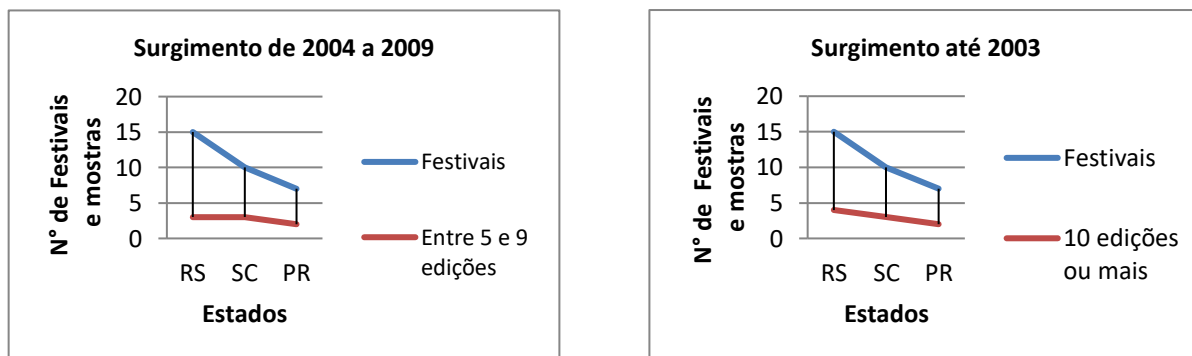 Surgimento de 2004 a 2009
N° de Festivais
e mostras
20
15
10
5
0
RS SC PR
Estados
Festivais
Entre 5 e 9
edições
Surgimento até 2003
N° de Festivais
e mostras
20
15
10
5
0
RS SC PR
Estados
Festivais
10 edições
ou mais